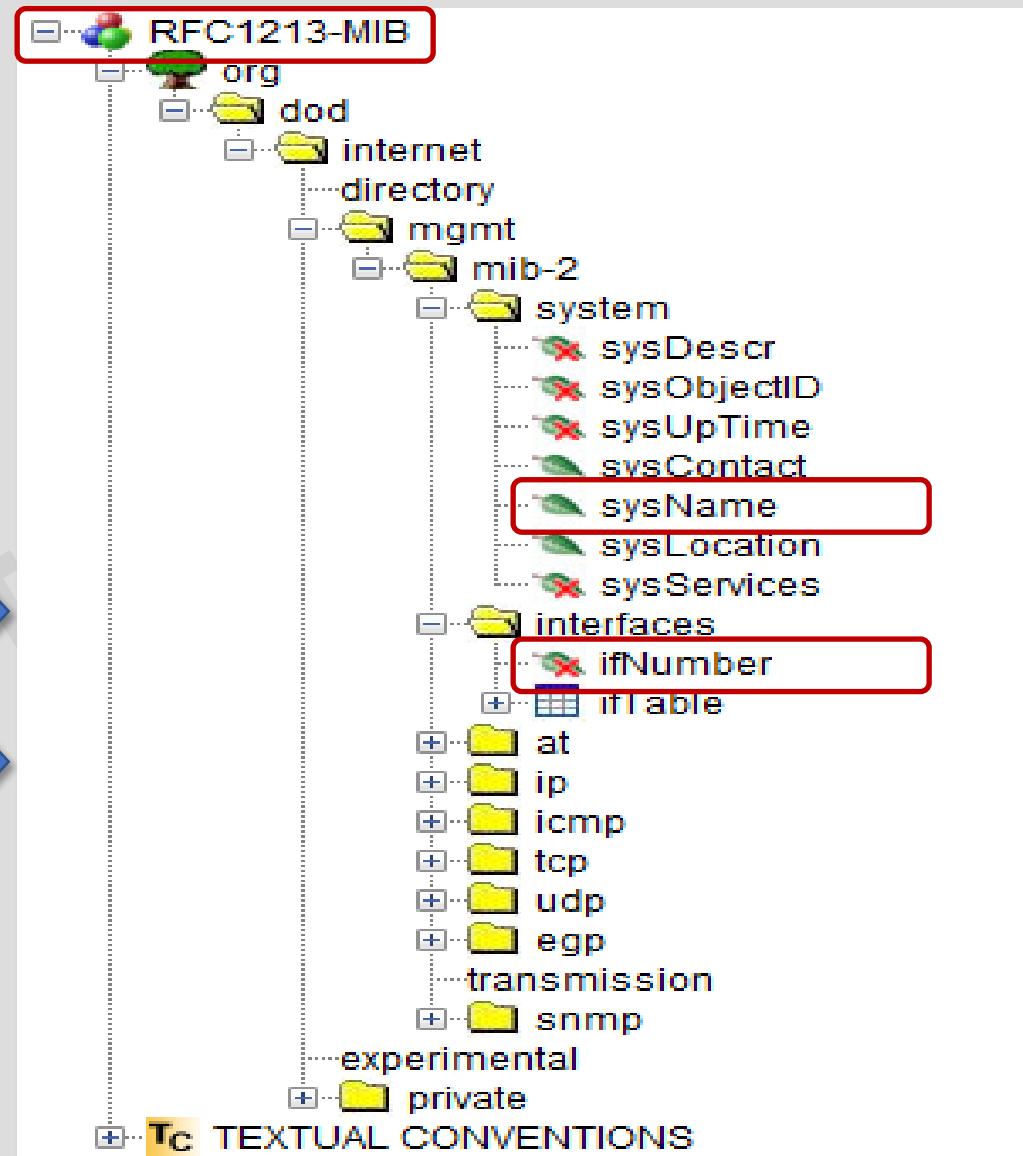 RFC1213-MIB
org
dod
internet
directory
mgmt
mib-2
system
sysDescr
sysObjectID
sysUpTime
sysContact
sysName
sysLocation
sysServices
interfaces
ifNumber
ifTable
at
ip
icmp
tcp
udp
egp
transmission
snmp
experimental
private
Tc TEXTUAL CONVENTIONS